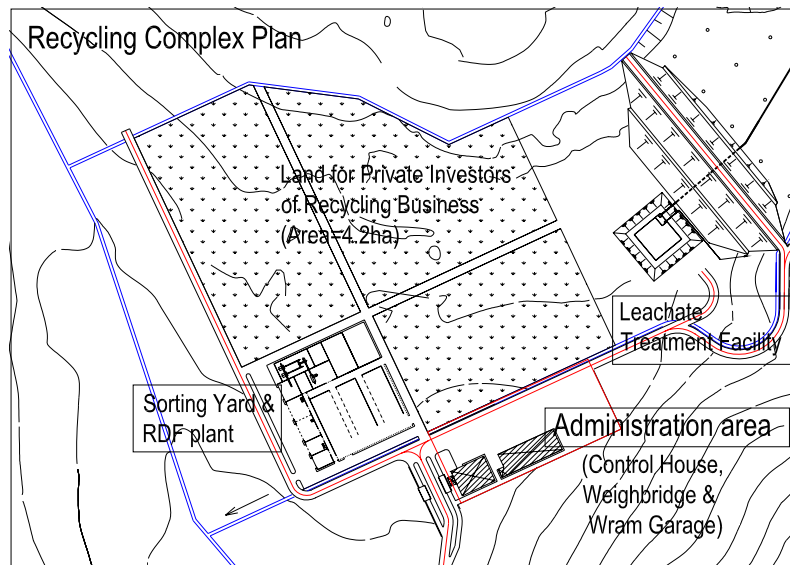 Recycling Complex Plan
Land for Private Investors
of Recycling Business
(Area=4.2ha)
Leachate
Treatment Facility
Sorting Yard &
RDF plant
Administration area
(Control House,
Weighbridge &
Wram Garage)